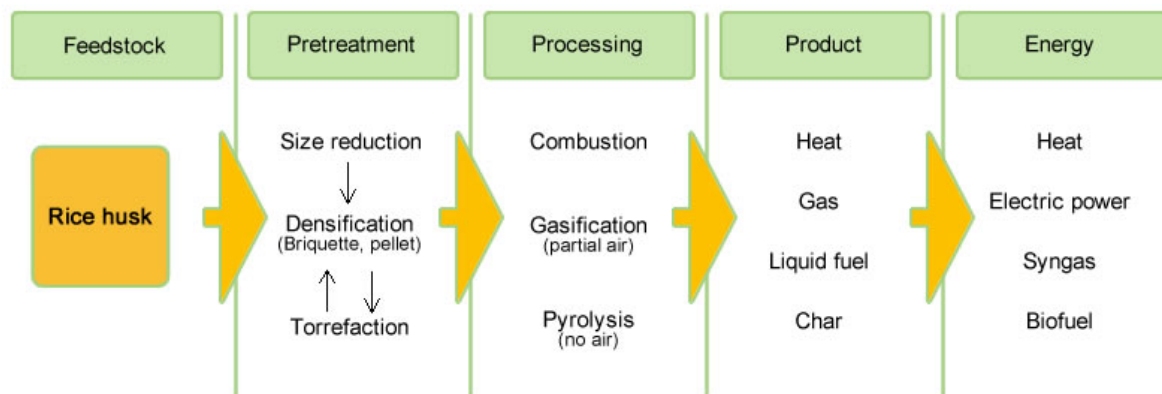 Feedstock
Pretreatment
Processing
Product
Energy
Rice husk
Size reduction
Densification
(Briquette, pellet)
Torrefaction
Combustion
Gasification
(partial air)
Pyrolysis
(no air)
Heat
Gas
Liquid fuel
Char
Heat
Electric power
Syngas
Biofuel